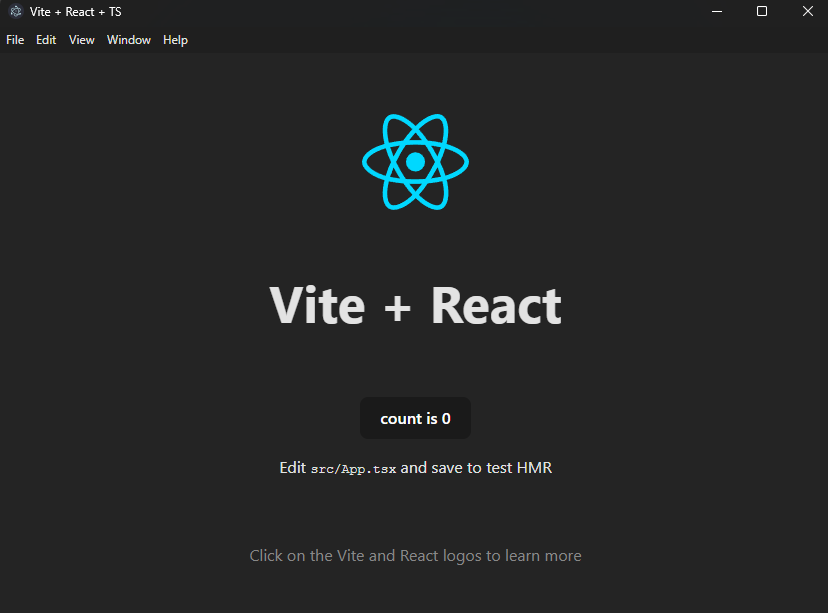 Vite + React + TS
File Edit View Window Help
Vite + React
count is 0
Edit src/App.tsx and save to test HMR
Click on the Vite and React logos to learn more